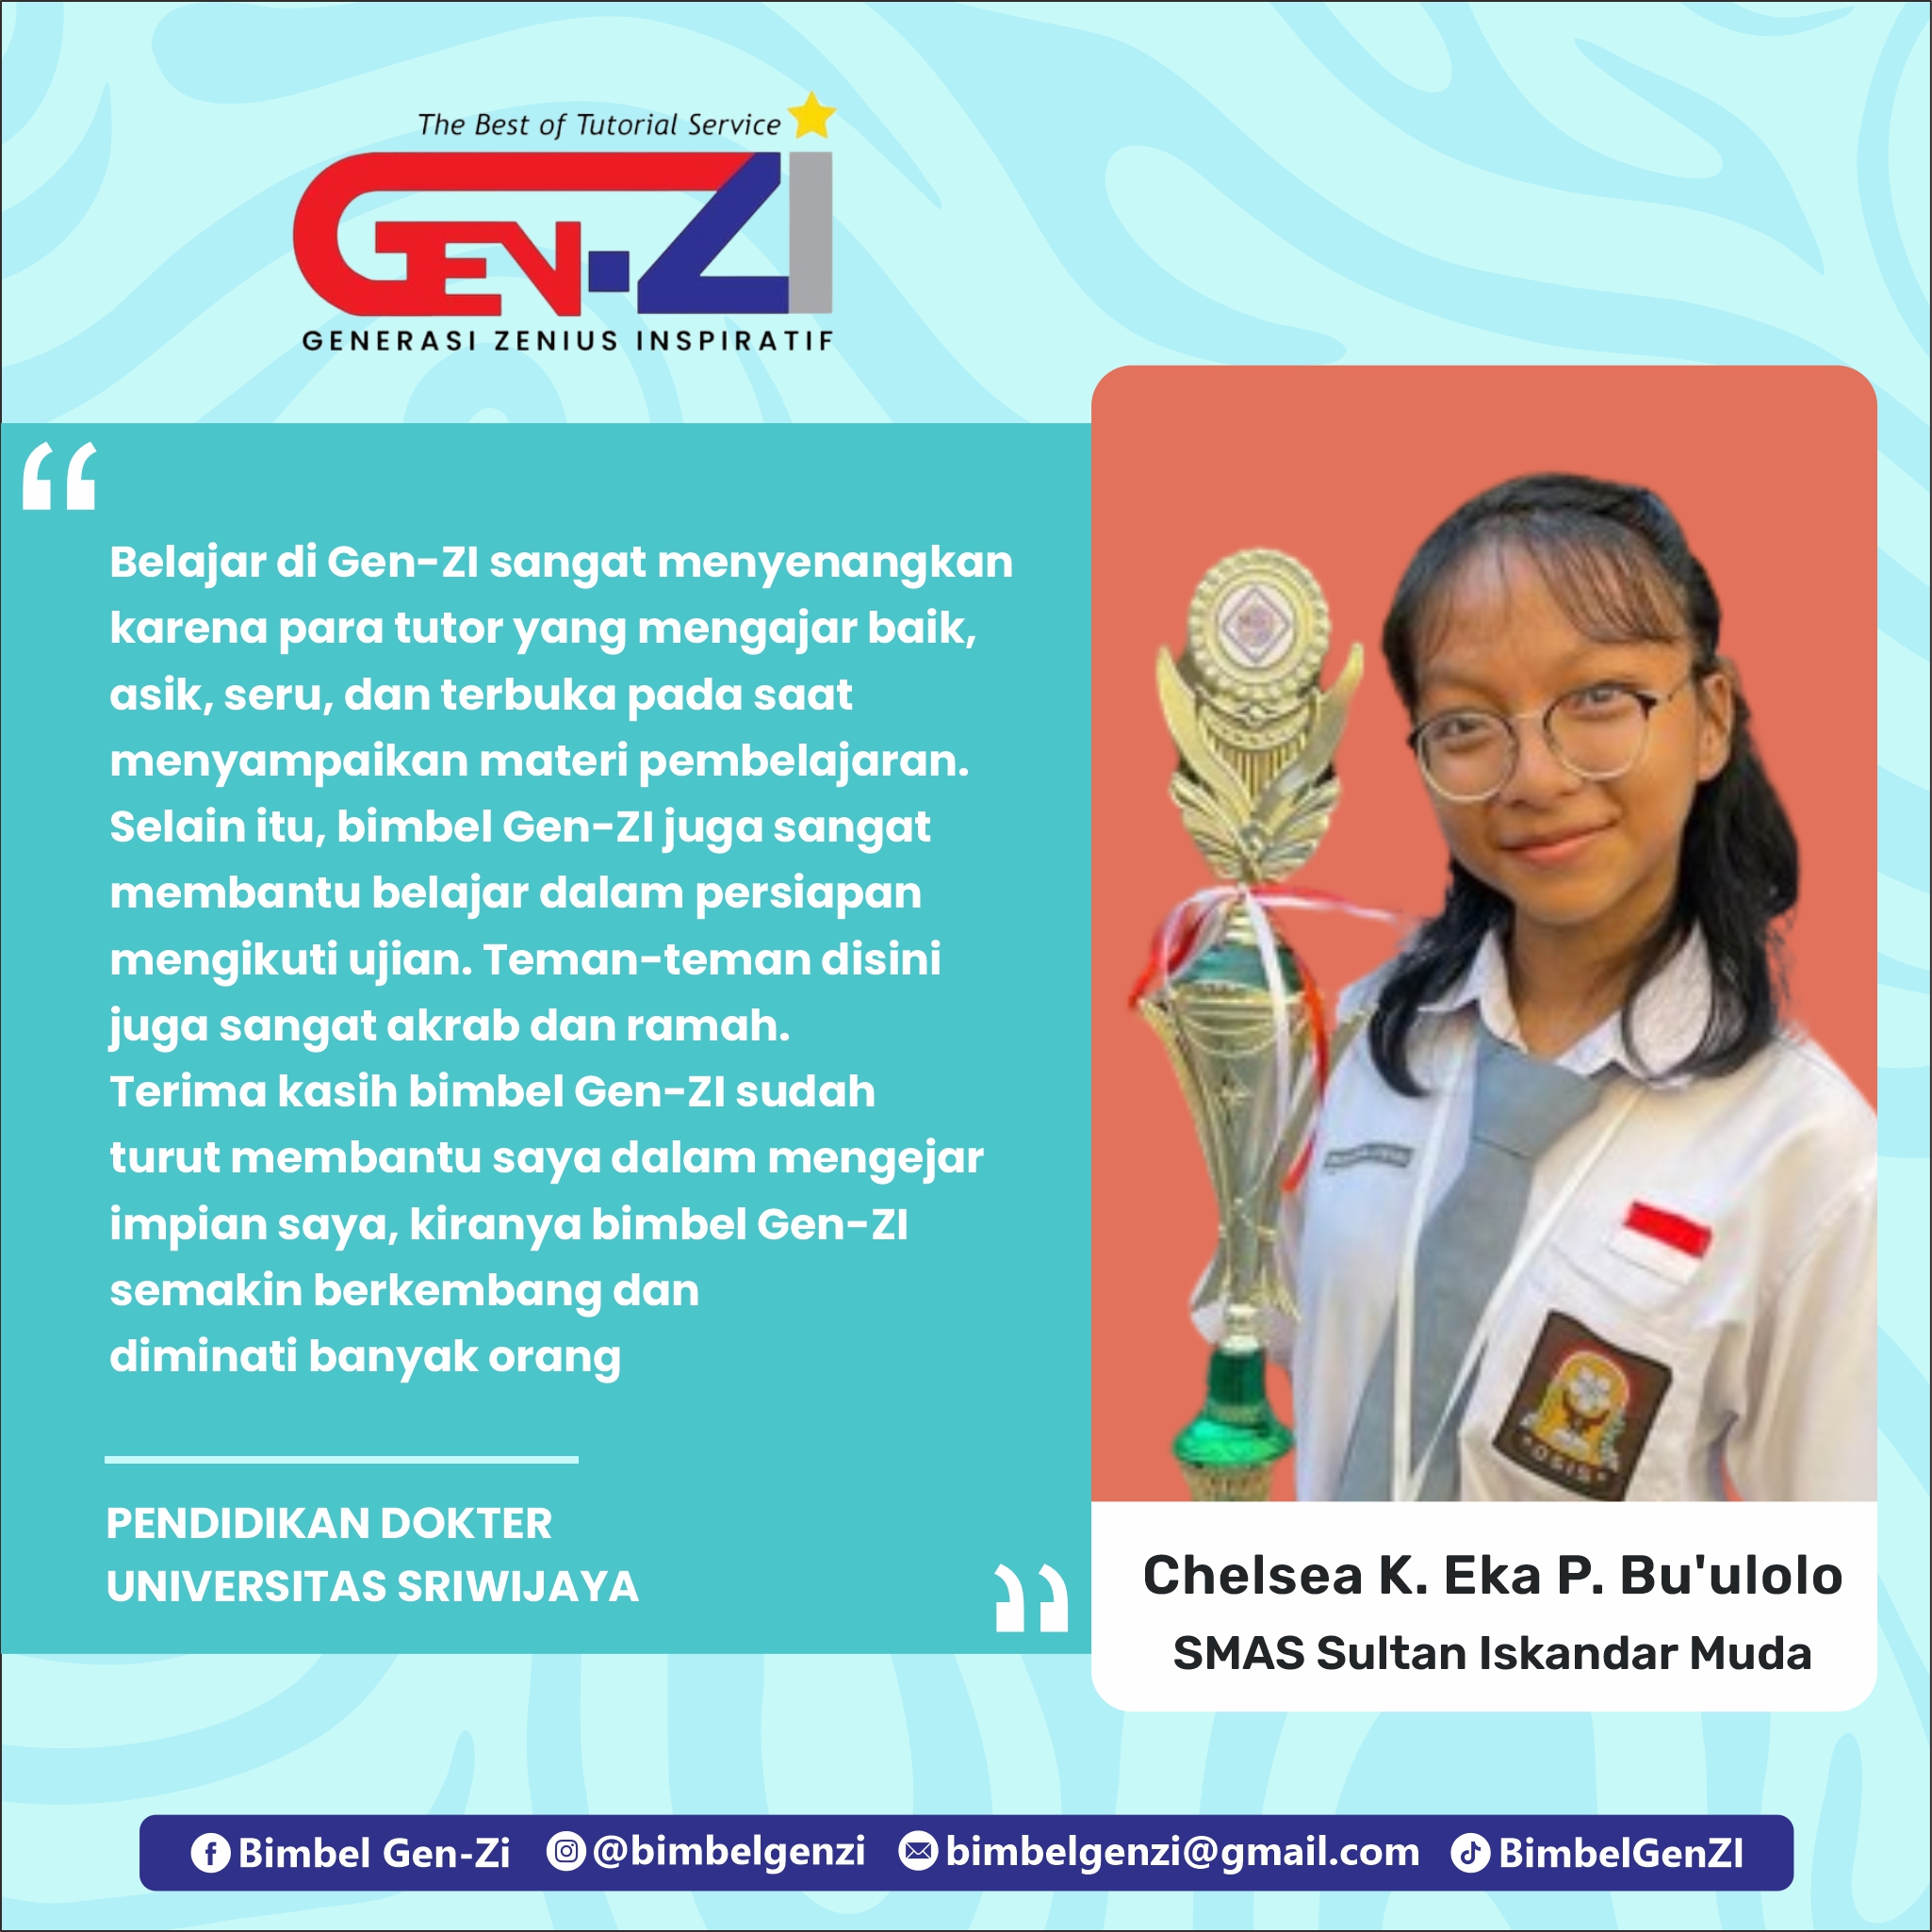 The Best of Tutorial Service
GEN-ZI
GENERASI ZENIUS INSPIRATIF
“
Belajar di Gen-ZI sangat menyenangkan
karena para tutor yang mengajar baik,
asik, seru, dan terbuka pada saat
menyampaikan materi pembelajaran.
Selain itu, bimbel Gen-ZI juga sangat
membantu belajar dalam persiapan
mengikuti ujian. Teman-teman disini
juga sangat akrab dan ramah.
Terima kasih bimbel Gen-ZI sudah
turut membantu saya dalam mengejar
impian saya, kiranya bimbel Gen-ZI
semakin berkembang dan
diminati banyak orang
PENDIDIKAN DOKTER
UNIVERSITAS SRIWIJAYA
”
OSIS
Chelsea K. Eka P. Bu'ulolo
SMAS Sultan Iskandar Muda
Bimbel Gen-Zi @bimbelgenzi bimbelgenzi@gmail.com BimbelGenZI